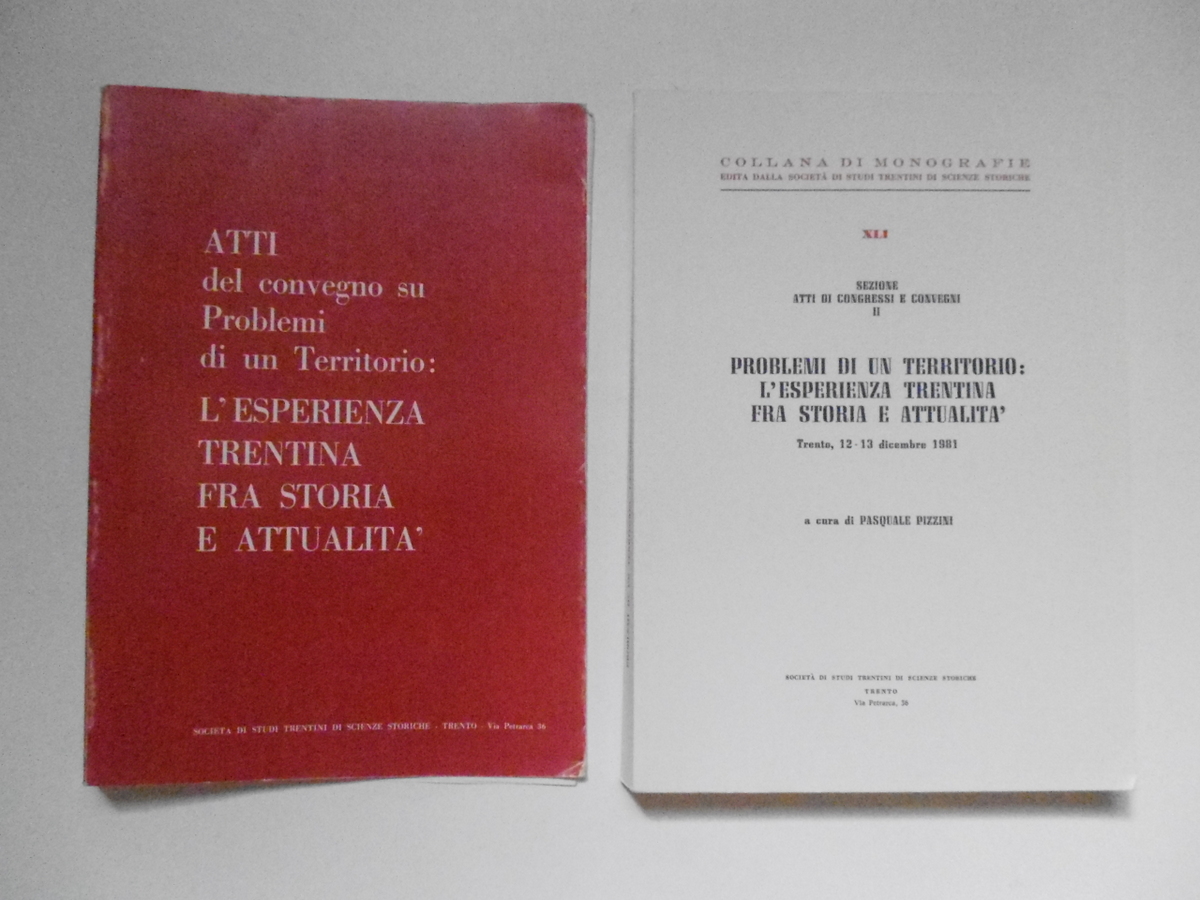 ATTI
del convegno su
Problemi
di un Territorio:
L'ESPERIENZA
TRENTINA
FRA STORIA
E ATTUALITA'
SOCIETA DI STUDI TRENTINI DI SCIENZE STORICHE - TRENTO - Via Petrarca 36
COLLANA DI MONOGRAFIE
EDITA DALLA SOCIETÀ DI STUDI TRENTINI DI SCIENZE STORICHE
XLI
SEZIONE
ATTI DI CONGRESSI E CONVEGNI
II
PROBLEMI DI UN TERRITORIO:
L'ESPERIENZA TRENTINA
FRA STORIA E ATTUALITA'
Trento, 12-13 dicembre 1981
a cura di PASQUALE PIZZINI
SOCIETÀ DI STUDI TRENTINI DI SCIENZE STORICHE
TRENTO
Via Petrarca, 36